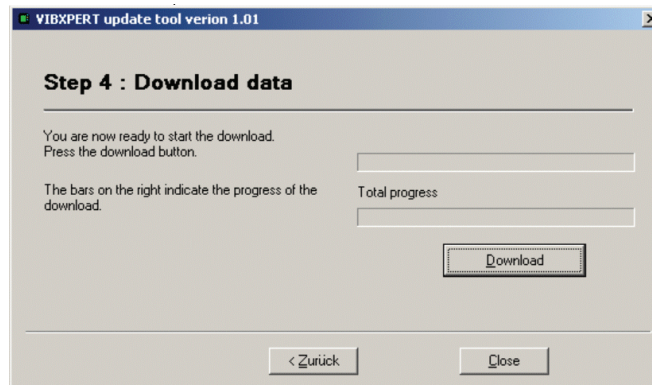 VIBXPERT update tool verion 1.01
Step 4 : Download data
You are now ready to start the download.
Press the download button.
The bars on the right indicate the progress of the
download.
Total progress
Download
< Zurück
Close